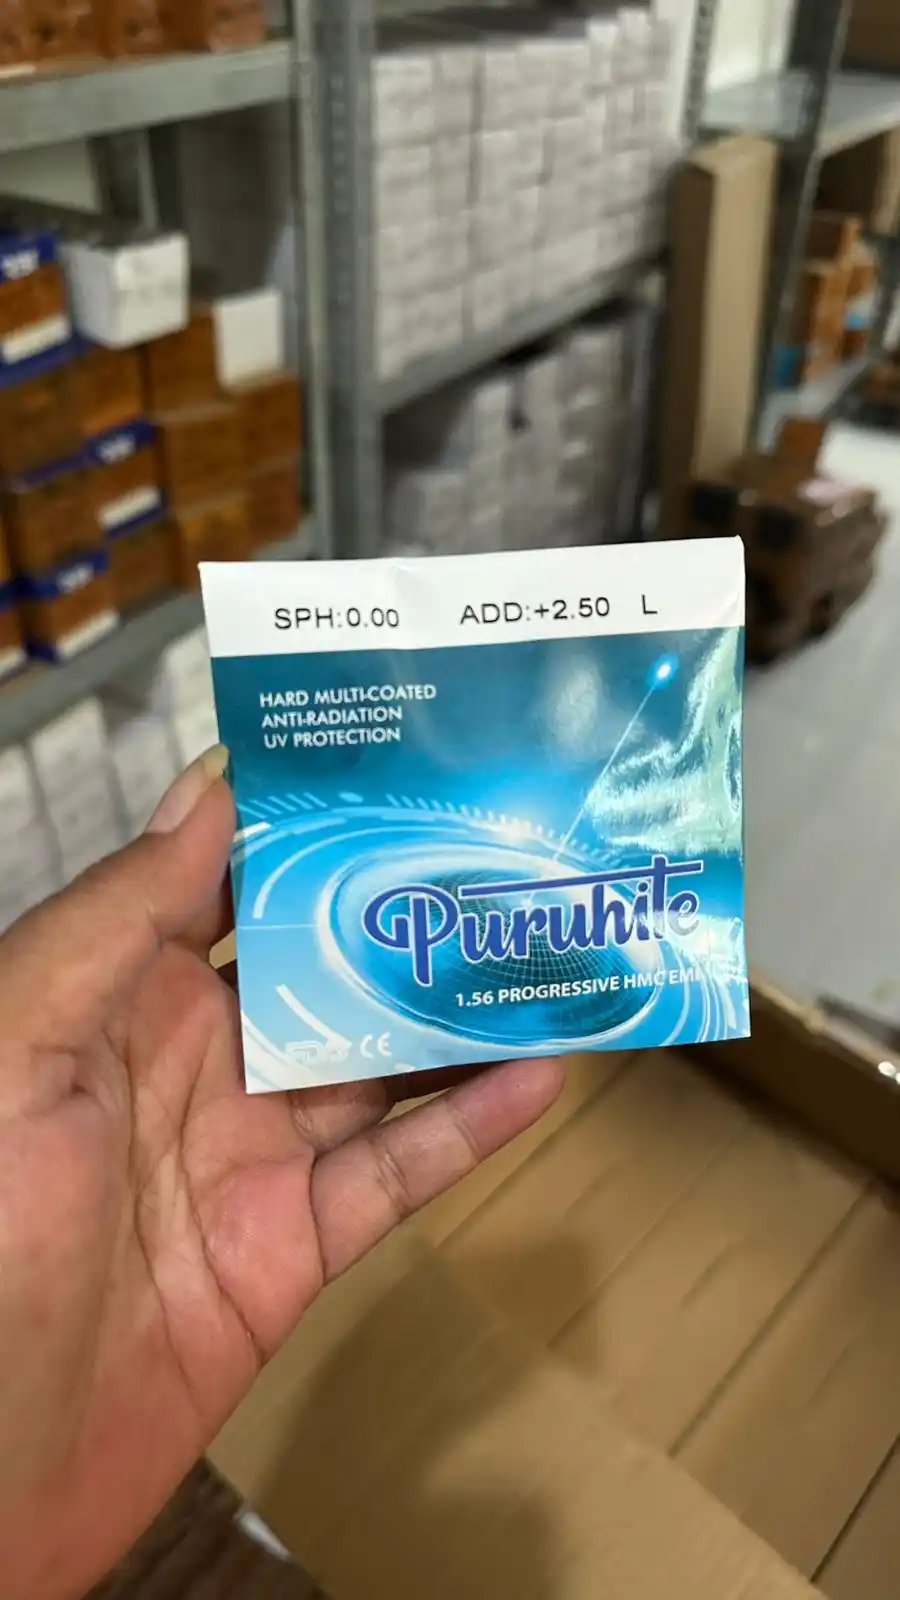 SPH:0.00 ADD:+2.50 L
HARD MULTI-COATED
ANTI-RADIATION
UV PROTECTION
Puruhite
1.56 PROGRESSIVE HMC EMI
CE